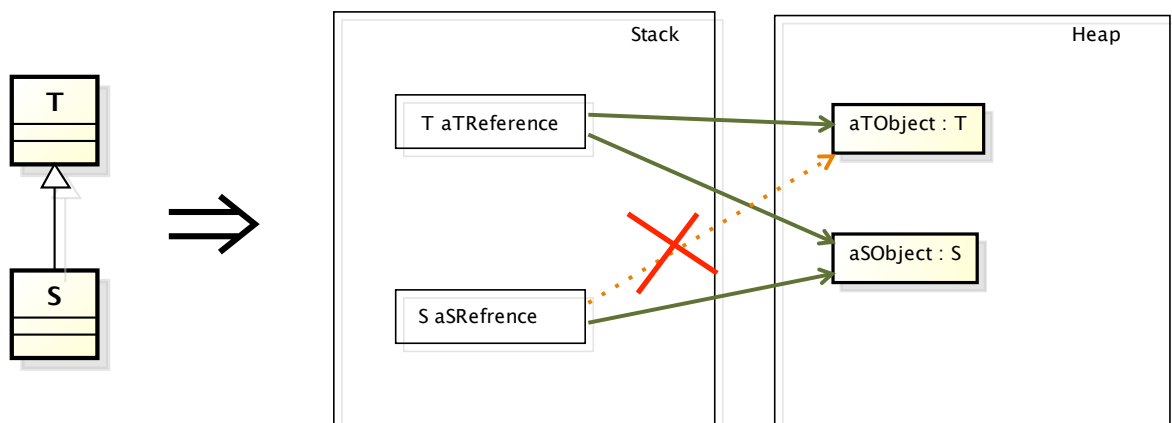 T
S
Stack
T aTReference
S aSRefrence
Heap
aTObject : T
aSObject : S